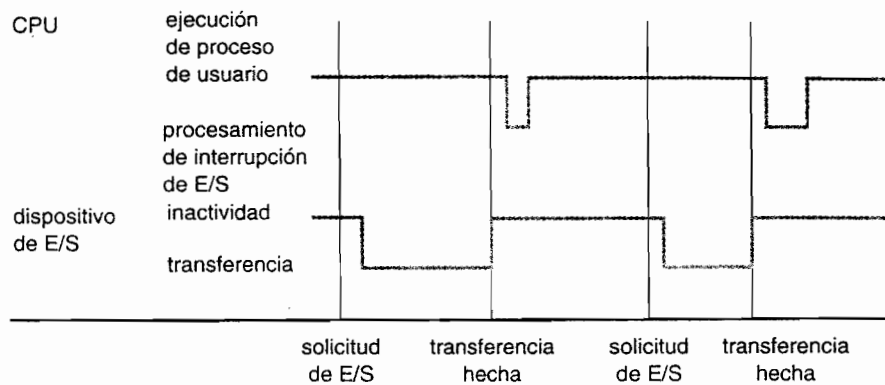 CPU
ejecución
de proceso
de usuario
procesamiento
de interrupción
de E/S
dispositivo
de E/S
inactividad
transferencia
solicitud
de E/S
transferencia
hecha
solicitud
de E/S
transferencia
hecha